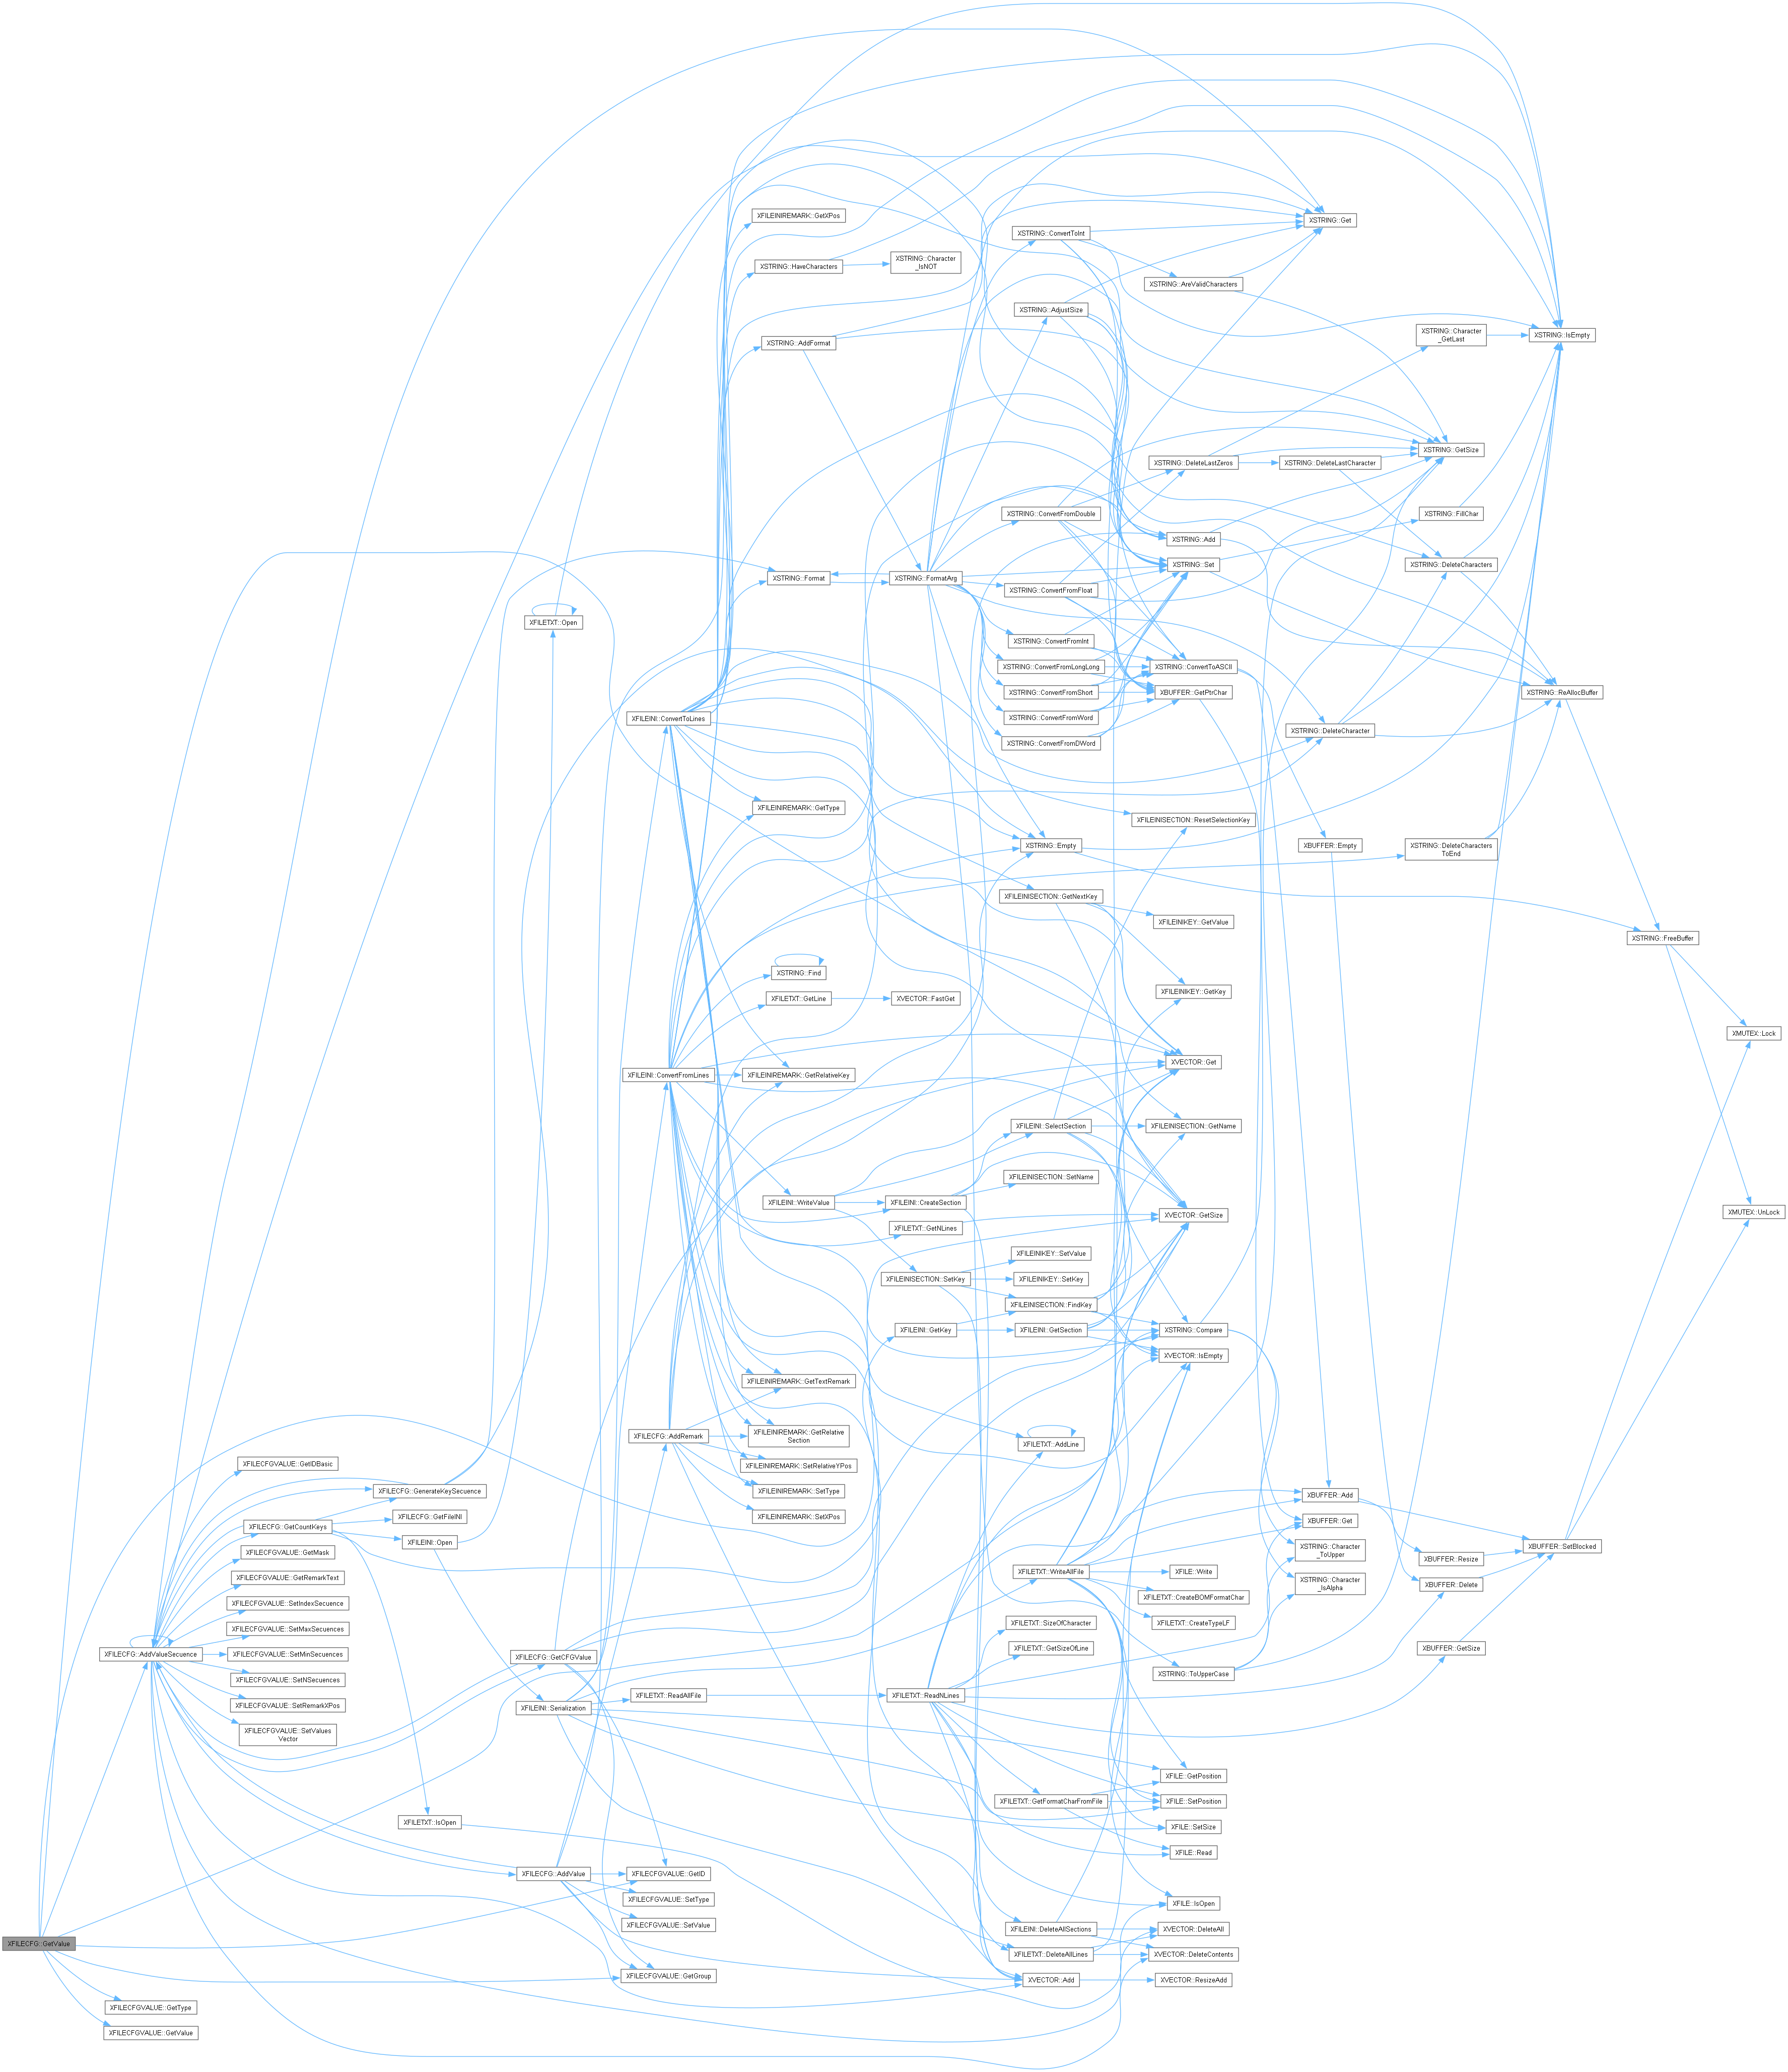 XFILECFG::GetValue
XFILECFG::AddValueSecuence
XFILECFGVALUE::GetType
XFILECFGVALUE::GetValue
XFILECFGVALUE::GetIDBasic
XFILECFG::GenerateKeySecuence
XFILECFG::GetCountKeys
XFILECFG::GetFileINI
XFILEINI::Open
XFILECFGVALUE::GetMask
XFILECFGVALUE::GetRemarkText
XFILECFGVALUE::SetIndexSecuence
XFILECFGVALUE::SetMaxSecuences
XFILECFGVALUE::SetMinSecuences
XFILECFGVALUE::SetNSecuences
XFILECFGVALUE::SetRemarkXPos
XFILECFGVALUE::SetValues
Vector
XFILETXT::IsOpen
XFILETXT::Open
XFILECFG::GetCFGValue
XFILEINI::Serialization
XFILECFG::AddValue
XFILEINI::ConvertToLines
XFILEINI::ConvertFromLines
XFILECFG::AddRemark
XFILETXT::ReadAllFile
XFILECFGVALUE::GetID
XFILECFGVALUE::SetType
XFILECFGVALUE::SetValue
XFILECFGVALUE::GetGroup
XFILEINIREMARK::GetXPos
XSTRING::HaveCharacters
XSTRING::AddFormat
XSTRING::Format
XFILEINIREMARK::GetType
XSTRING::Find
XFILETXT::GetLine
XFILEINIREMARK::GetRelativeKey
XFILEINI::WriteValue
XFILEINIREMARK::GetTextRemark
XFILEINIREMARK::GetRelative
Section
XFILEINIREMARK::SetRelativeYPos
XFILEINIREMARK::SetType
XFILEINIREMARK::SetXPos
XSTRING::Character
_IsNOT
XSTRING::FormatArg
XVECTOR::FastGet
XFILEINI::CreateSection
XFILETXT::GetNLines
XFILEINISECTION::SetKey
XFILEINI::GetKey
XFILETXT::ReadNLines
XSTRING::ConvertToInt
XSTRING::AdjustSize
XSTRING::ConvertFromDouble
XSTRING::ConvertFromFloat
XSTRING::ConvertFromInt
XSTRING::ConvertFromLongLong
XSTRING::ConvertFromShort
XSTRING::ConvertFromWord
XSTRING::ConvertFromDWord
XSTRING::Empty
XFILEINISECTION::GetNextKey
XFILEINI::SelectSection
XFILEINISECTION::SetName
XFILEINIKEY::SetValue
XFILEINIKEY::SetKey
XFILEINISECTION::FindKey
XFILEINI::GetSection
XFILETXT::AddLine
XFILETXT::WriteAllFile
XFILETXT::SizeOfCharacter
XFILETXT::GetSizeOfLine
XFILETXT::GetFormatCharFromFile
XFILEINI::DeleteAllSections
XFILETXT::DeleteAllLines
XVECTOR::Add
XSTRING::AreValidCharacters
XSTRING::DeleteLastZeros
XSTRING::Add
XSTRING::Set
XSTRING::ConvertToASCII
XBUFFER::GetPtrChar
XFILEINISECTION::ResetSelectionKey
XFILEINIKEY::GetValue
XFILEINIKEY::GetKey
XVECTOR::Get
XFILEINISECTION::GetName
XVECTOR::GetSize
XSTRING::Compare
XVECTOR::IsEmpty
XFILE::Write
XFILETXT::CreateBOMFormatChar
XFILETXT::CreateTypeLF
XSTRING::ToUpperCase
XFILE::GetPosition
XFILE::SetPosition
XFILE::SetSize
XFILE::Read
XFILE::IsOpen
XVECTOR::DeleteAll
XVECTOR::DeleteContents
XVECTOR::ResizeAdd
XSTRING::Get
XSTRING::DeleteLastCharacter
XSTRING::DeleteCharacter
XBUFFER::Empty
XBUFFER::Add
XBUFFER::Get
XSTRING::Character
_ToUpper
XSTRING::Character
_IsAlpha
XSTRING::Character
_GetLast
XSTRING::GetSize
XSTRING::FillChar
XSTRING::DeleteCharacters
XSTRING::DeleteCharacters
ToEnd
XBUFFER::Resize
XBUFFER::Delete
XBUFFER::GetSize
XSTRING::IsEmpty
XSTRING::ReAllocBuffer
XBUFFER::SetBlocked
XSTRING::FreeBuffer
XMUTEX::Lock
XMUTEX::UnLock